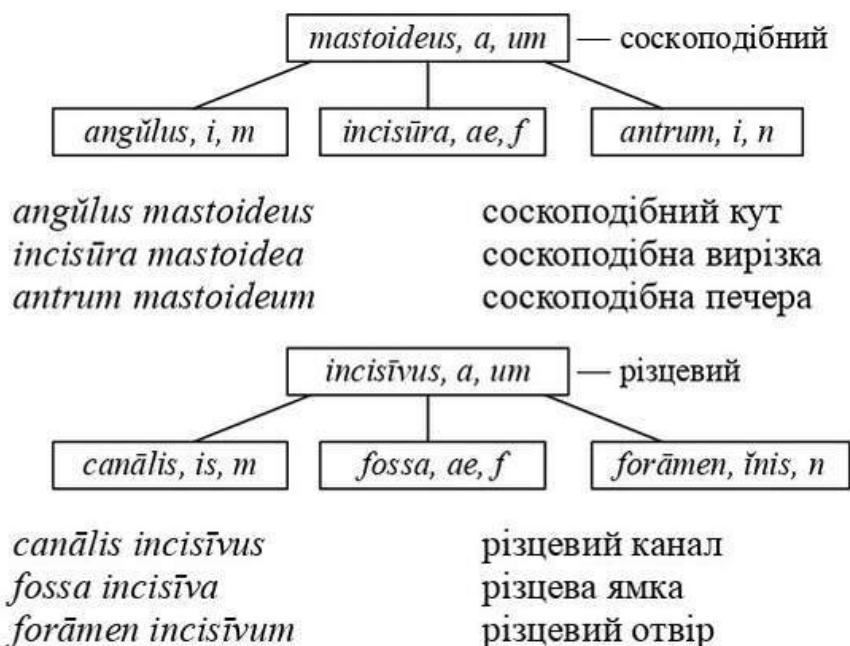 mastoideus, a, um — соскоподібний
angŭlus, i, m incisūra, ae, f antrum, i, n
angŭlus mastoideus соскоподібний кут
incisūra mastoidea соскоподібна вирізка
antrum mastoideum соскоподібна печера
incisīvus, a, um — різцевий
canālis, is, m fossa, ae, f forāmen, ĭnis, n
canālis incisīvus різцевий канал
fossa incisīva різцева ямка
forāmen incisīvum різцевий отвір